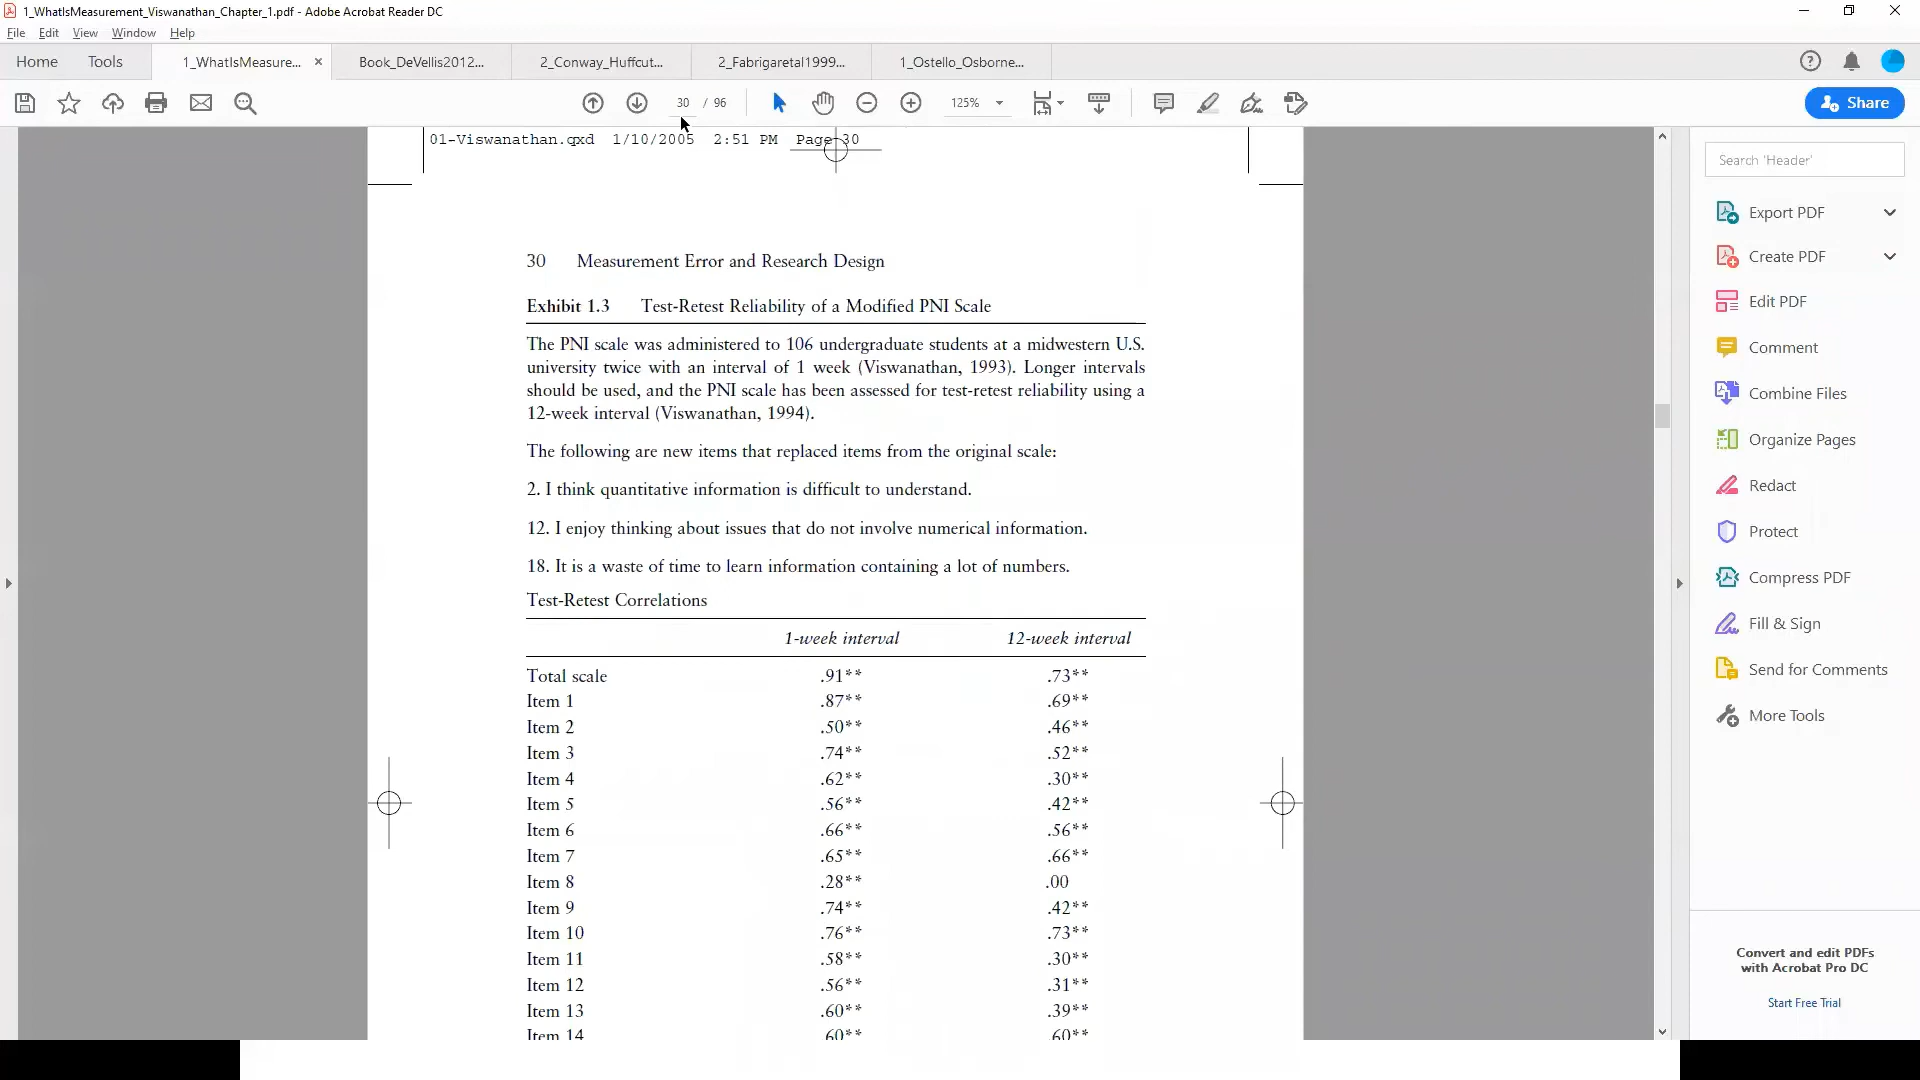 1_WhatIsMeasurement_Viswanathan_Chapter_1.pdf - Adobe Acrobat Reader DC
File Edit View Window Help
Home Tools 1_WhatIsMeasure... × Book_DeVellis2012... 2_Conway_Huffcut... 2_Fabrigaretal1999... 1_Ostello_Osborne...
30 / 96 125% Share
01-Viswanathan.qxd 1/10/2005 2:51 PM Page 30
30 Measurement Error and Research Design
Exhibit 1.3 Test-Retest Reliability of a Modified PNI Scale
The PNI scale was administered to 106 undergraduate students at a midwestern U.S.
university twice with an interval of 1 week (Viswanathan, 1993). Longer intervals
should be used, and the PNI scale has been assessed for test-retest reliability using a
12-week interval (Viswanathan, 1994).
The following are new items that replaced items from the original scale:
2. I think quantitative information is difficult to understand.
12. I enjoy thinking about issues that do not involve numerical information.
18. It is a waste of time to learn information containing a lot of numbers.
Test-Retest Correlations
1-week interval 12-week interval
Total scale .91** .73**
Item 1 .87** .69**
Item 2 .50** .46**
Item 3 .74** .52**
Item 4 .62** .30**
Item 5 .56** .42**
Item 6 .66** .56**
Item 7 .65** .66**
Item 8 .28** .00
Item 9 .74** .42**
Item 10 .76** .73**
Item 11 .58** .30**
Item 12 .56** .31**
Item 13 .60** .39**
Item 14 .60** .60**
Search 'Header'
Export PDF
Create PDF
Edit PDF
Comment
Combine Files
Organize Pages
Redact
Protect
Compress PDF
Fill & Sign
Send for Comments
More Tools
Convert and edit PDFs
with Acrobat Pro DC
Start Free Trial